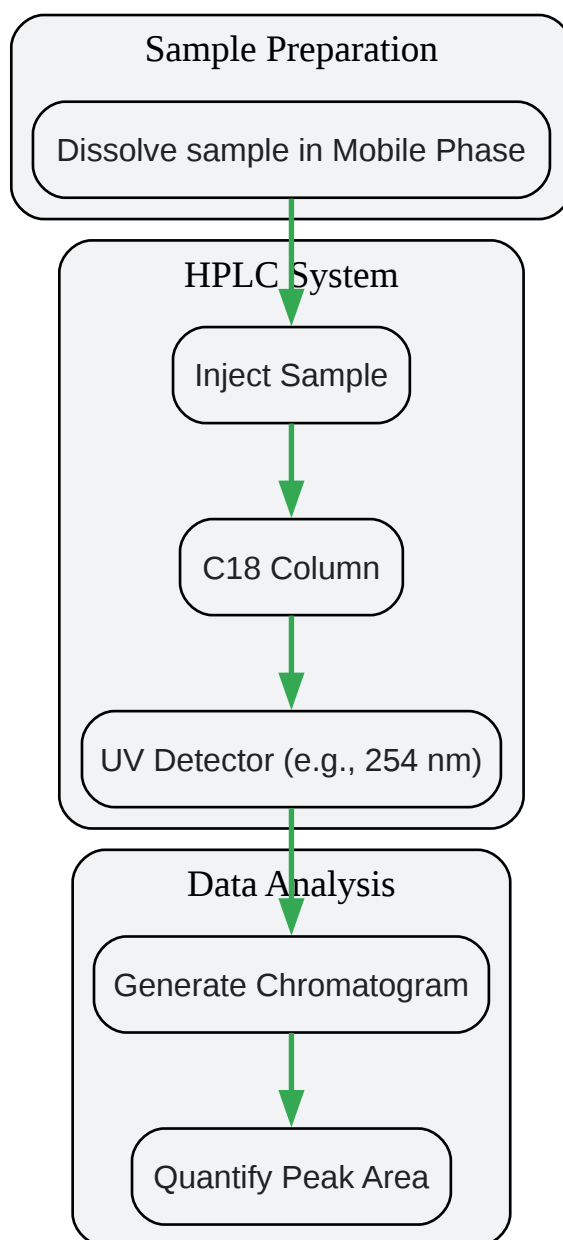 Sample Preparation
Dissolve sample in Mobile Phase
HPLC System
Inject Sample
C18 Column
UV Detector (e.g., 254 nm)
Data Analysis
Generate Chromatogram
Quantify Peak Area